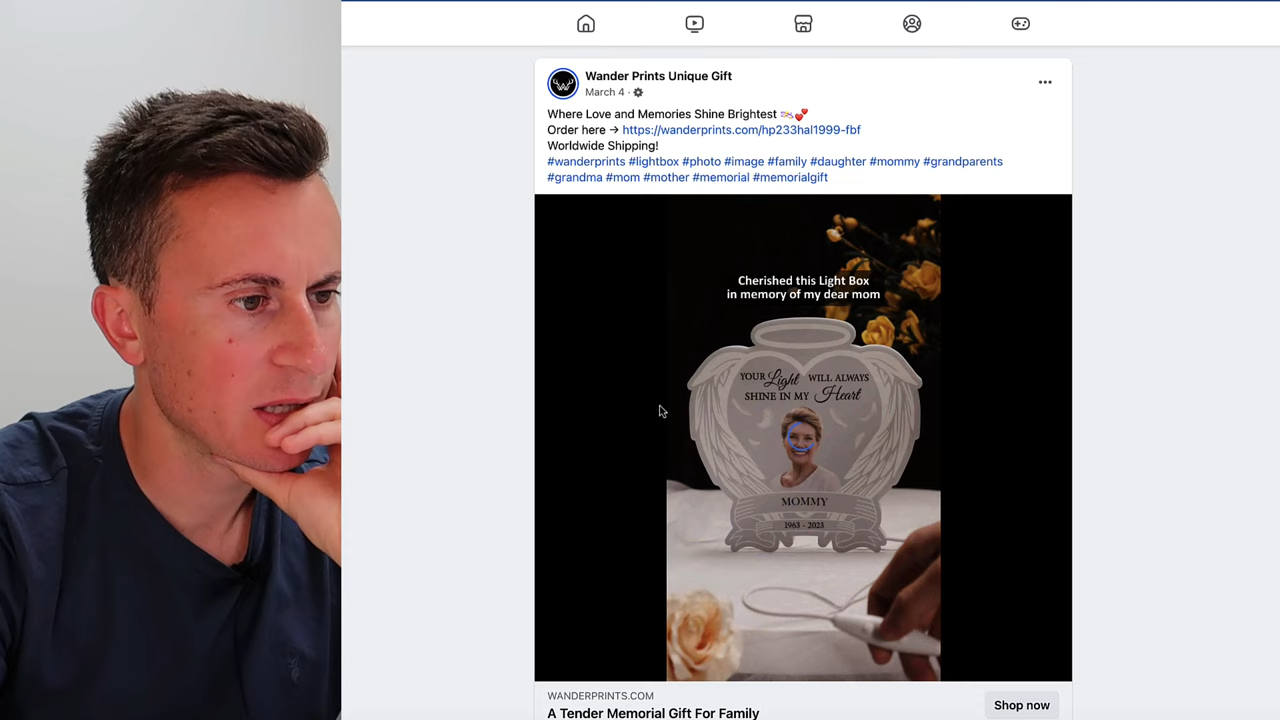 Wander Prints Unique Gift
March 4 ·
Where Love and Memories Shine Brightest
Order here → https://wanderprints.com/hp233hal1999-fbf
Worldwide Shipping!
#wanderprints #lightbox #photo #image #family #daughter #mommy #grandparents
#grandma #mom #mother #memorial #memorialgift
Cherished this Light Box
in memory of my dear mom
YOUR Light WILL ALWAYS
SHINE IN MY Heart
MOMMY
1963 - 2023
WANDERPRINTS.COM
A Tender Memorial Gift For Family
Shop now